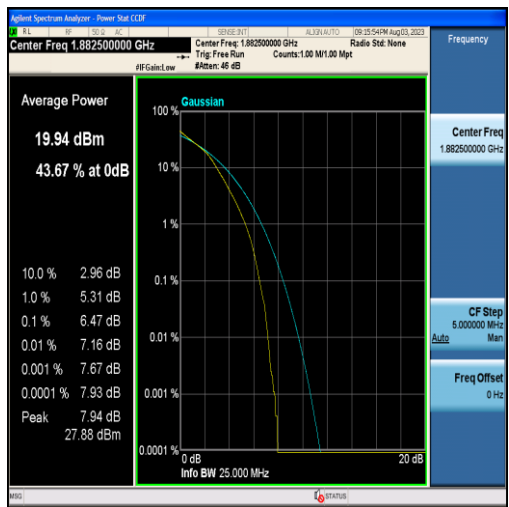 Agilent Spectrum Analyzer - Power Stat CCDF
RL RF 50 Ω AC SENSE:INT ALIGN AUTO 09:15:54 PM Aug 03, 2023
Center Freq 1.882500000 GHz
Center Freq: 1.882500000 GHz Radio Std: None
Trig: Free Run Counts:1.00 M/1.00 Mpt
#IFGain:Low #Atten: 46 dB
Frequency
Average Power
19.94 dBm
43.67 % at 0dB
10.0 % 2.96 dB
1.0 % 5.31 dB
0.1 % 6.47 dB
0.01 % 7.16 dB
0.001 % 7.67 dB
0.0001 % 7.93 dB
Peak 7.94 dB
27.88 dBm
Gaussian
100 %
10 %
1 %
0.1 %
0.01 %
0.001 %
0.0001 %
0 dB 20 dB
Info BW 25.000 MHz
Center Freq
1.882500000 GHz
CF Step
5.000000 MHz
Auto Man
Freq Offset
0 Hz
MSG STATUS